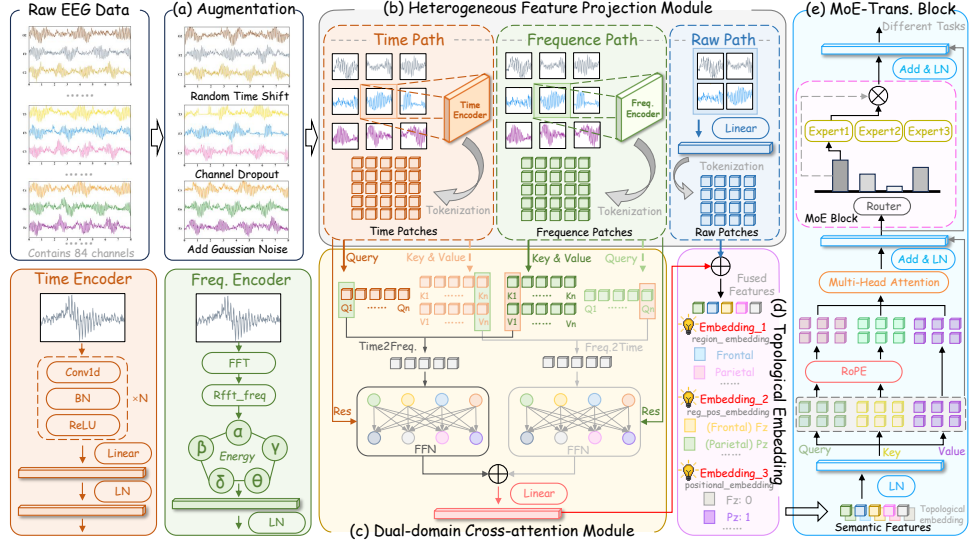 Raw EEG Data
Contains 84 channels
(a) Augmentation
Random Time Shift
Channel Dropout
Add Gaussian Noise
(b) Heterogeneous Feature Projection Module
Time Path
Time
Encoder
Tokenization
Time Patches
Frequence Path
Freq.
Encoder
Tokenization
Frequence Patches
Raw Path
Linear
Tokenization
Raw Patches
Time Encoder
Conv1d
BN
ReLU
×N
Linear
LN
Freq. Encoder
FFT
Rfft_freq
α
β
γ
Energy
δ
θ
LN
Query
Key & Value
Key & Value
Query
Q1
Qn
K1
Kn
V1
Vn
K1
Kn
V1
Vn
Q1
Qn
Time2Freq.
Freq.2Time
Res
Res
FFN
FFN
Linear
(c) Dual-domain Cross-attention Module
Fused
Features
Embedding_1
region_embedding
Frontal
Parietal
Embedding_2
reg_pos_embedding
(Frontal) Fz
(Parietal) Pz
Embedding_3
positional_embedding
Fz: 0
Pz: 1
(d) Topological Embedding
(e) MoE-Trans. Block
Different Tasks
Add & LN
Expert1
Expert2
Expert3
Router
MoE Block
Add & LN
Multi-Head Attention
RoPE
Query
Key
Value
LN
Topological
embedding
Semantic Features